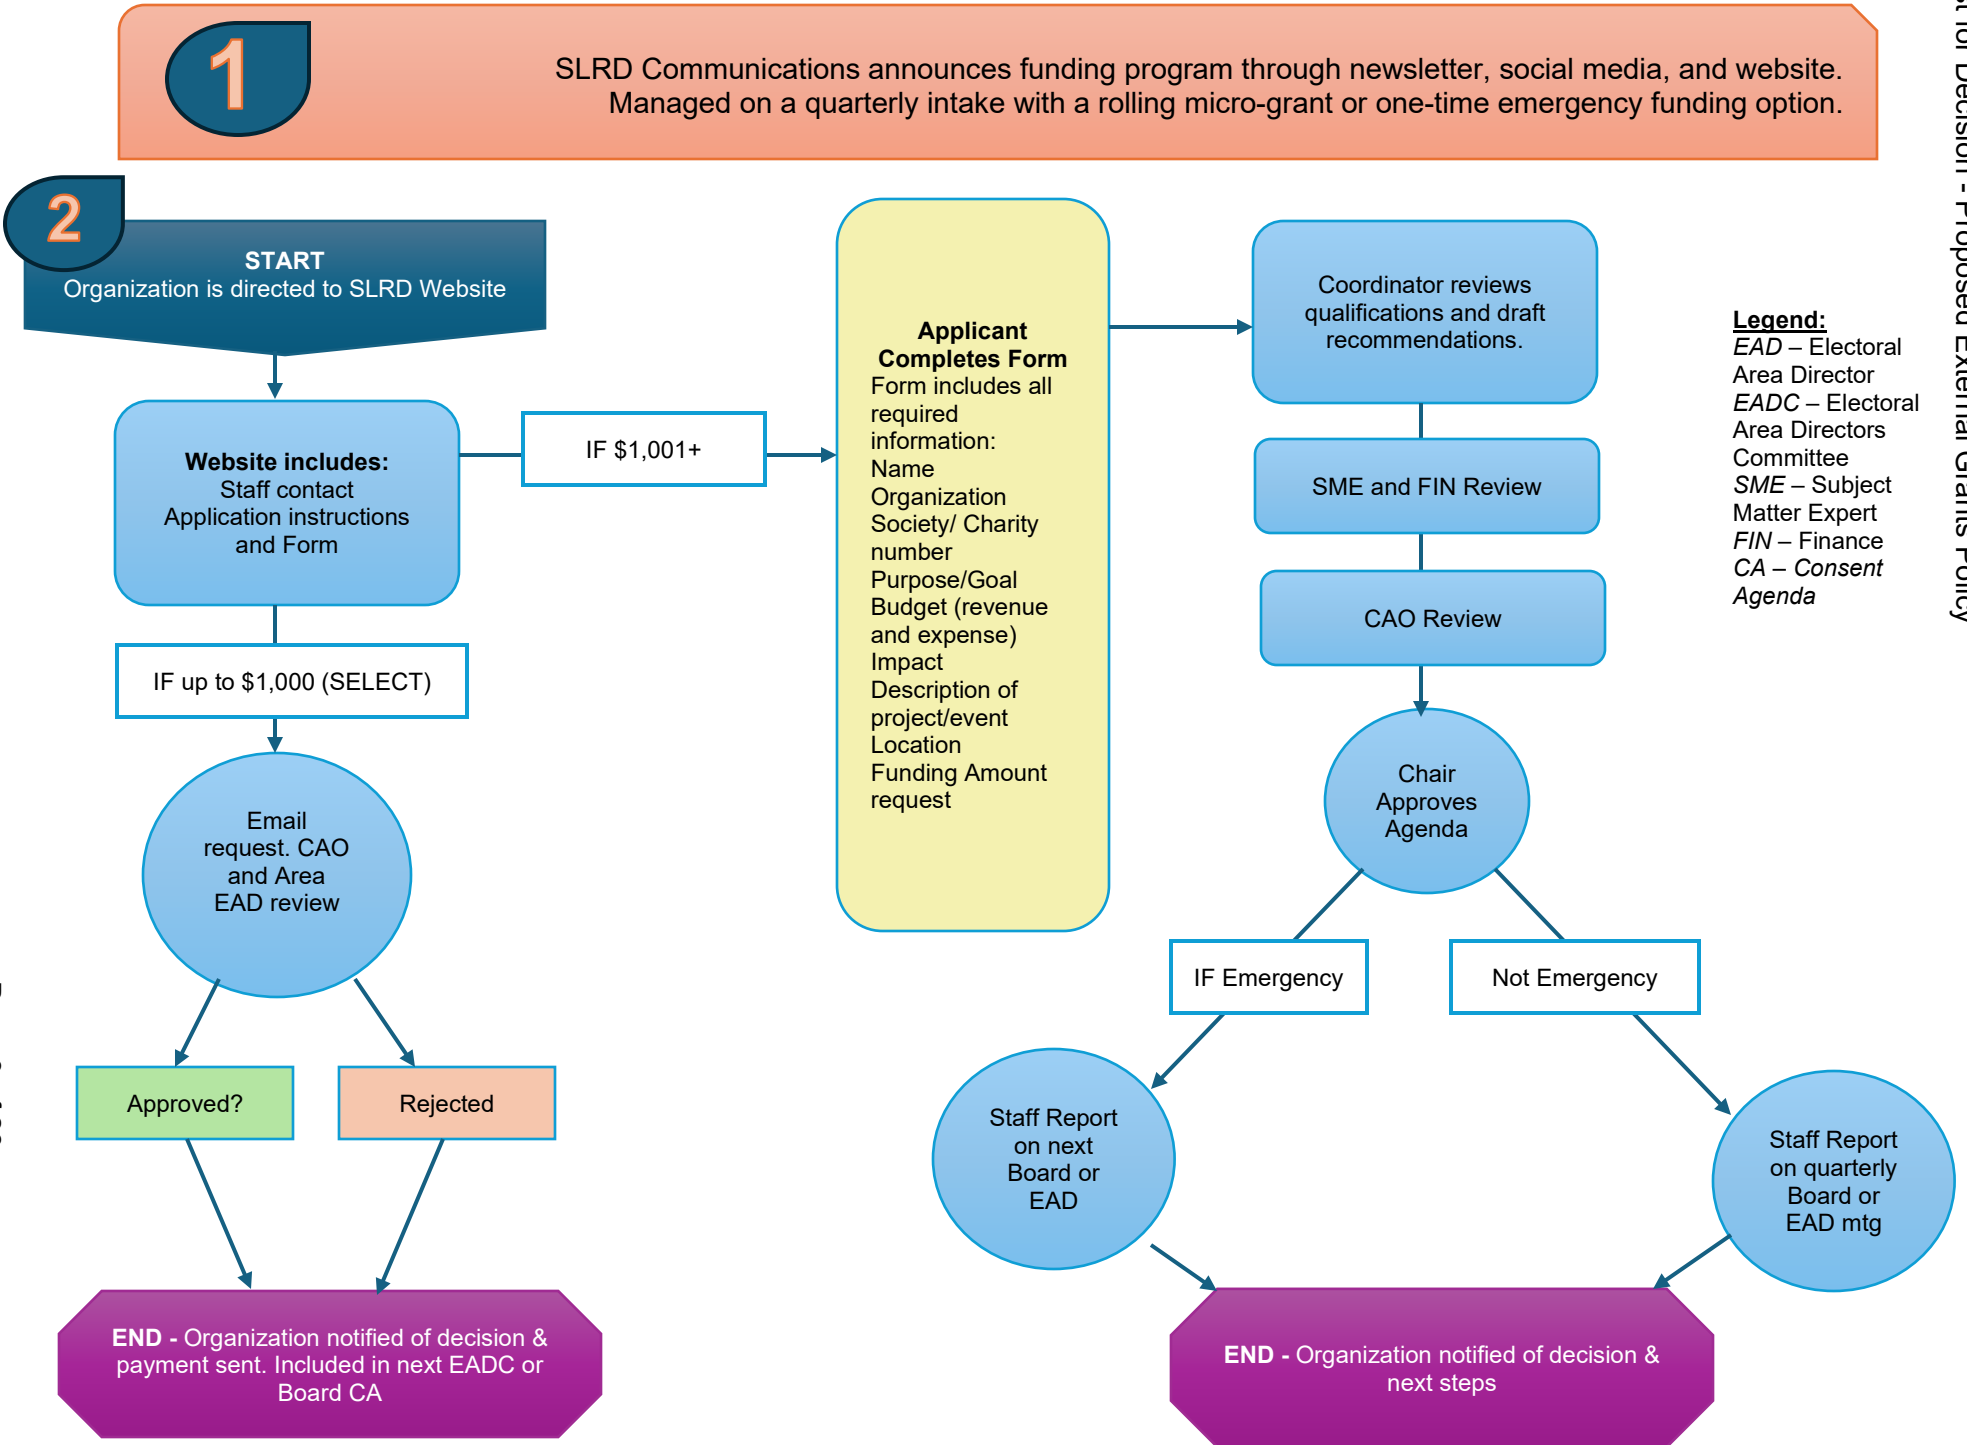 1
SLRD Communications announces funding program through newsletter, social media, and website.
Managed on a quarterly intake with a rolling micro-grant or one-time emergency funding option.
2
START
Organization is directed to SLRD Website
Website includes:
Staff contact
Application instructions
and Form
IF $1,001+
IF up to $1,000 (SELECT)
Email
request. CAO
and Area
EAD review
Approved?
Rejected
END - Organization notified of decision &
payment sent. Included in next EADC or
Board CA
Applicant
Completes Form
Form includes all
required
information:
Name
Organization
Society/ Charity
number
Purpose/Goal
Budget (revenue
and expense)
Impact
Description of
project/event
Location
Funding Amount
request
Coordinator reviews
qualifications and draft
recommendations.
SME and FIN Review
CAO Review
Chair
Approves
Agenda
IF Emergency
Not Emergency
Staff Report
on next
Board or
EAD
Staff Report
on quarterly
Board or
EAD mtg
END - Organization notified of decision &
next steps
Legend:
EAD – Electoral
Area Director
EADC – Electoral
Area Directors
Committee
SME – Subject
Matter Expert
FIN – Finance
CA – Consent
Agenda
for Decision - Proposed External Grants Policy